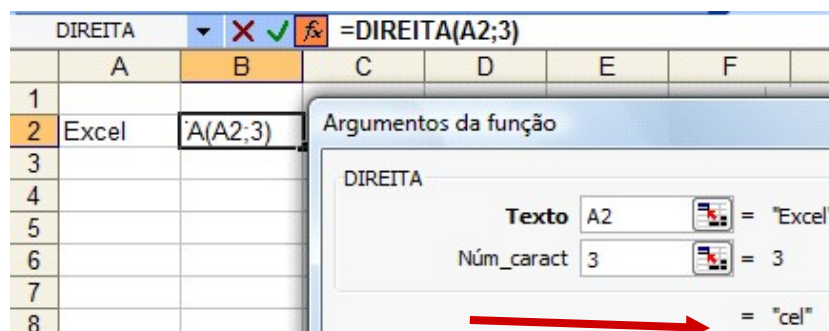 DIREITA fx =DIREITA(A2;3)
A B C D E F
1
2 Excel A(A2;3)
Argumentos da função
3
DIREITA
4
5 Texto A2 = "Excel"
6 Núm_caract 3 = 3
7
8 = "cel"